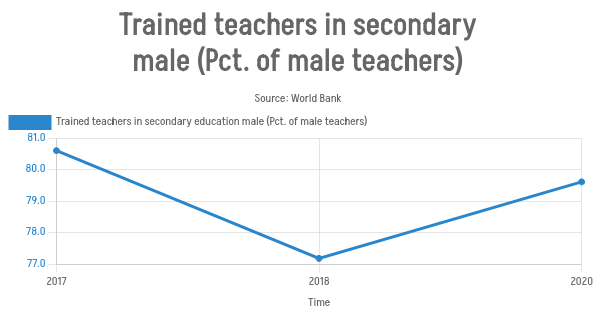 Trained teachers in secondary
male (Pct. of male teachers)
Source: World Bank
Trained teachers in secondary education male (Pct. of male teachers)
81.0
80.0
79.0
78.0
77.0
2017 2018 2020
Time